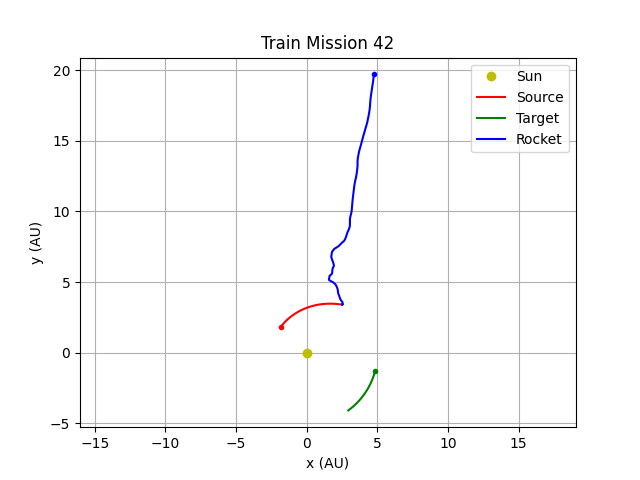 Train Mission 42
20
15
10
5
0
−5
y (AU)
−15
−10
−5
0
5
10
15
x (AU)
Sun
Source
Target
Rocket